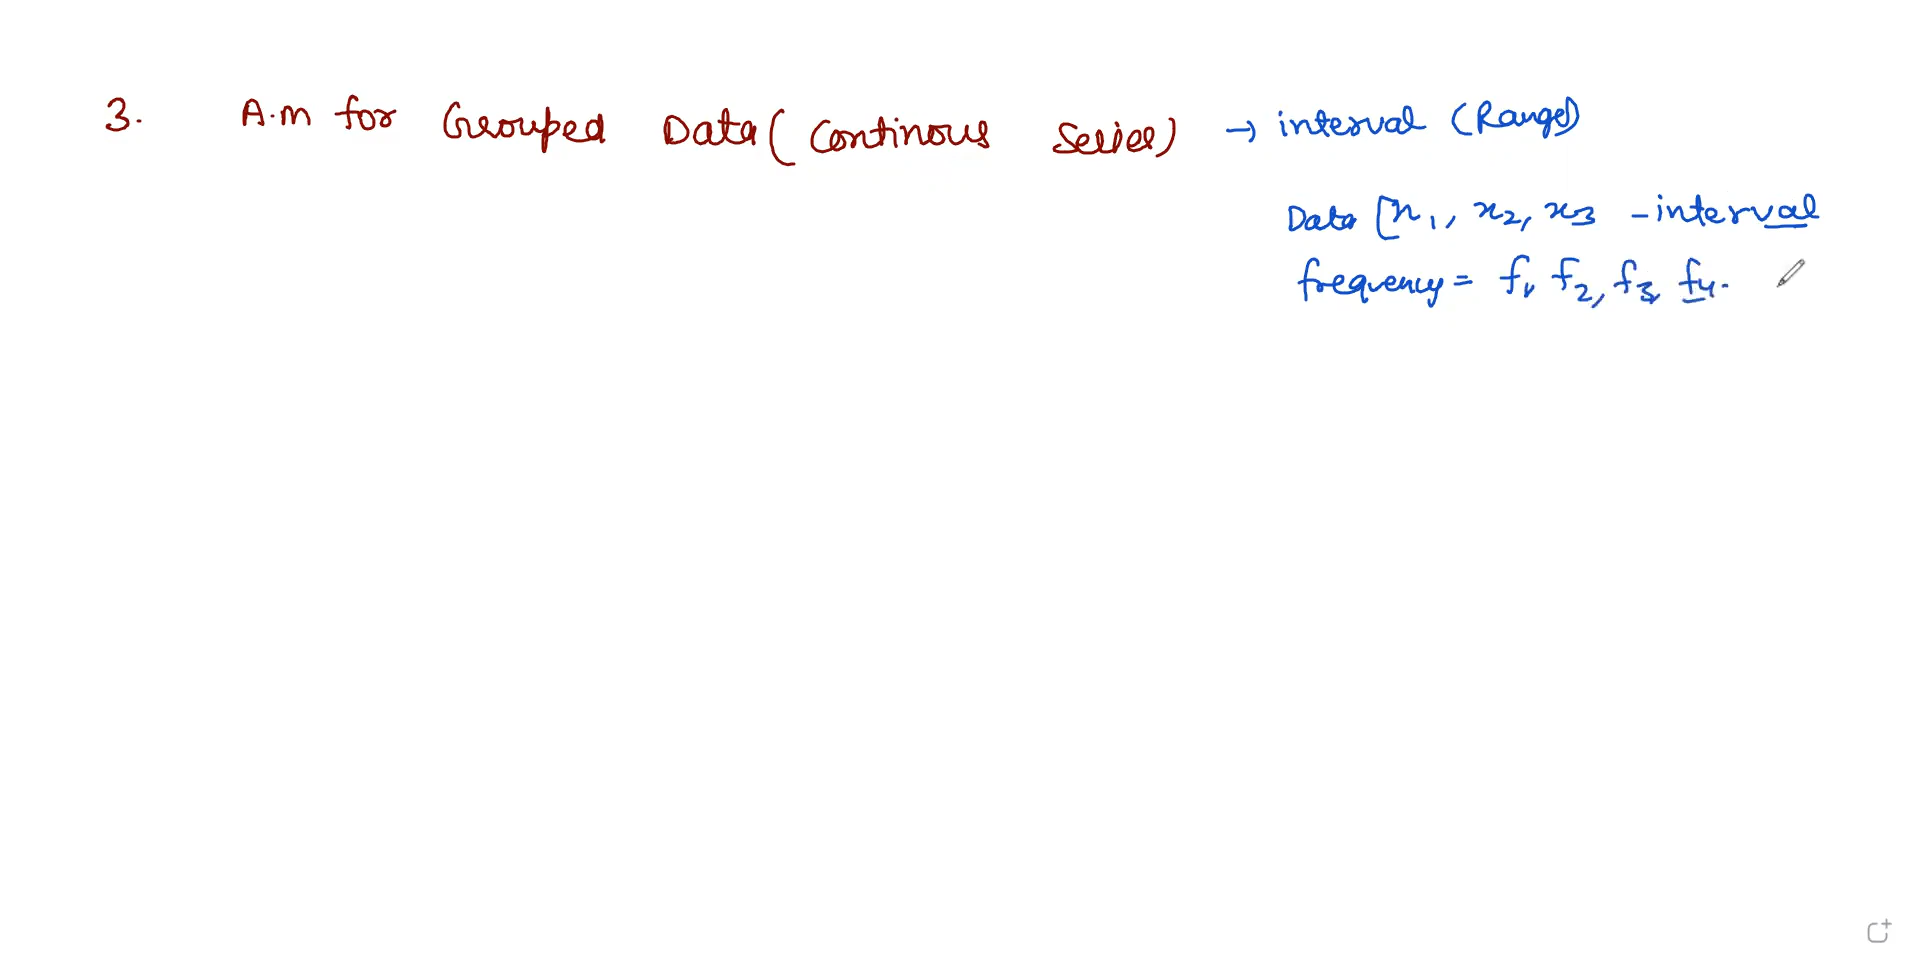 3. A.m for Grouped Data (Continous Series) → interval (Range)
Data [x1, x2, x3 - interval
frequency = f1, f2, f3, f4.